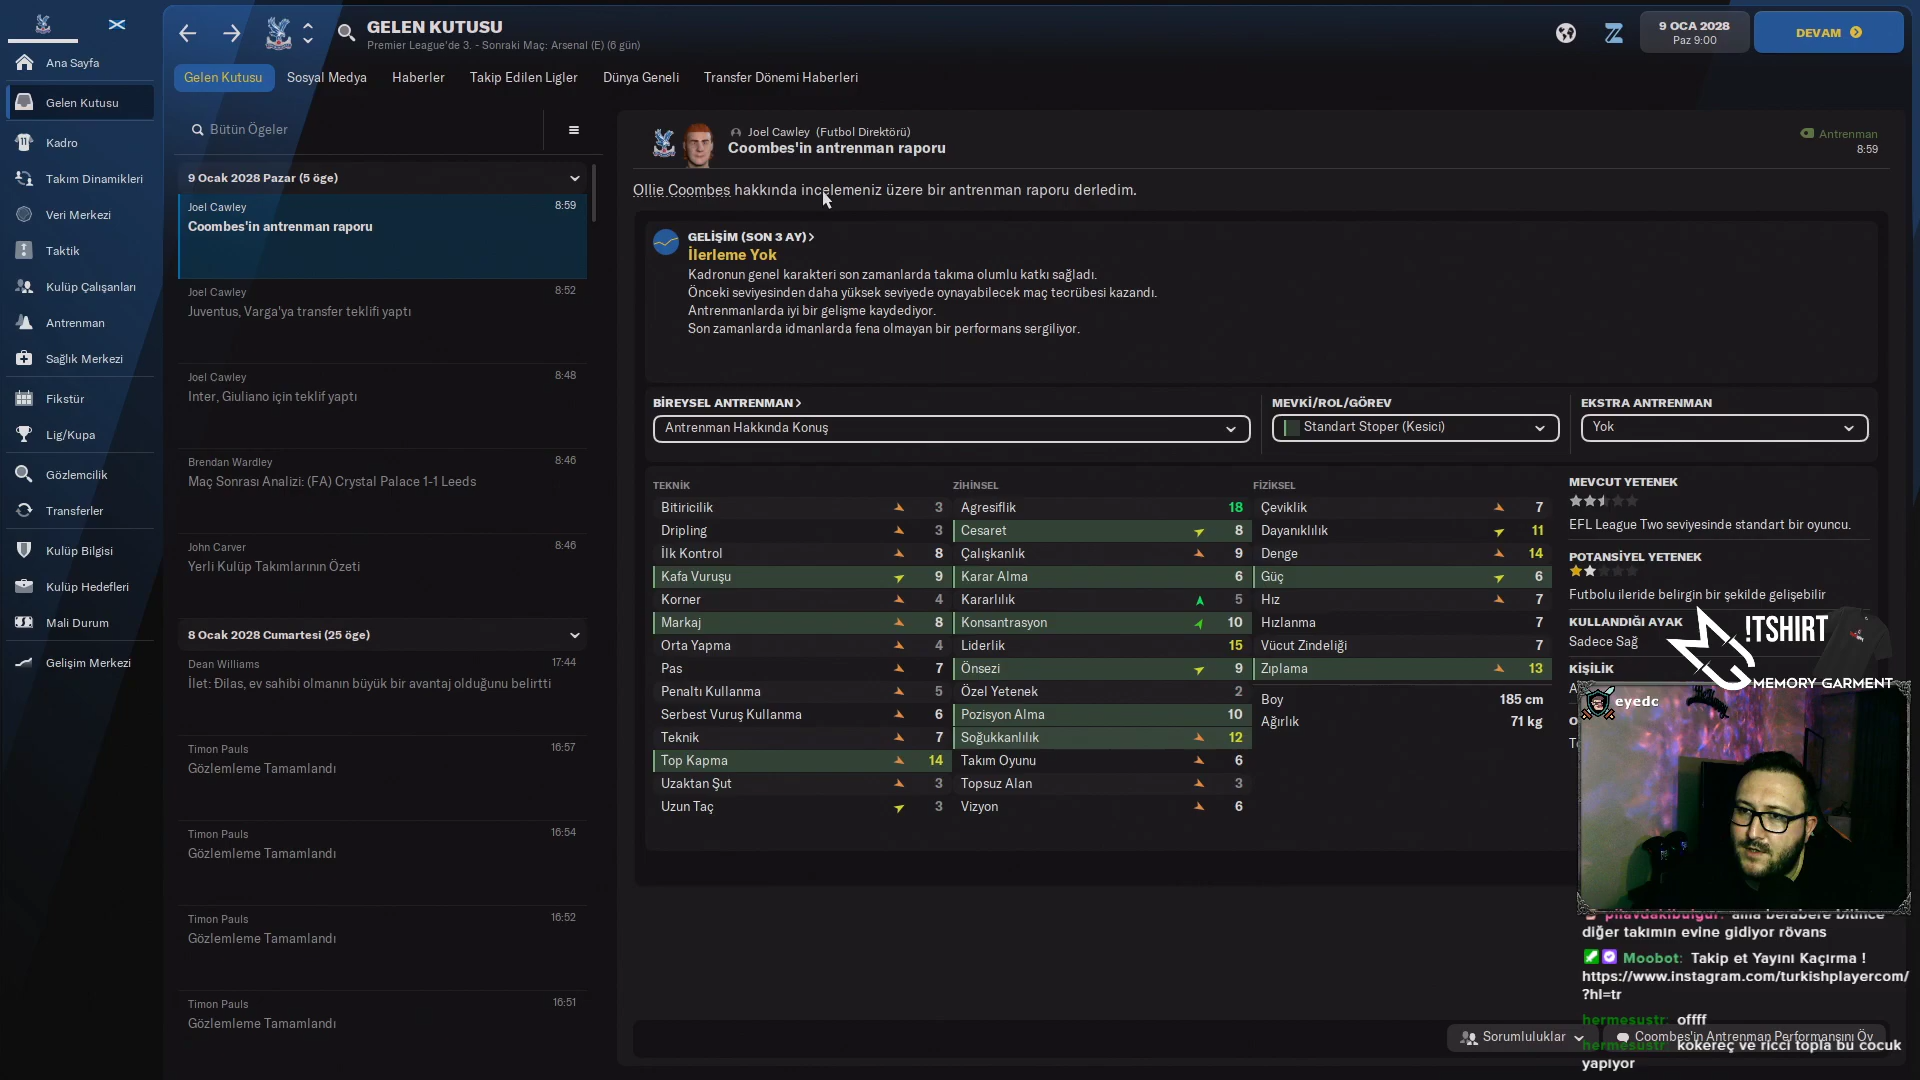 GELEN KUTUSU
Premier League'de 3. - Sonraki Maç: Arsenal (E) (6 gün)
9 OCA 2028
Paz 9:00
DEVAM
Ana Sayfa
Gelen Kutusu
Kadro
Takım Dinamikleri
Veri Merkezi
Taktik
Kulüp Çalışanları
Antrenman
Sağlık Merkezi
Fikstür
Lig/Kupa
Gözlemcilik
Transferler
Kulüp Bilgisi
Kulüp Hedefleri
Mali Durum
Gelişim Merkezi
Gelen Kutusu
Sosyal Medya
Haberler
Takip Edilen Ligler
Dünya Geneli
Transfer Dönemi Haberleri
Bütün Ögeler
9 Ocak 2028 Pazar (5 öge)
Joel Cawley 8:59
Coombes'in antrenman raporu
Joel Cawley 8:52
Juventus, Varga'ya transfer teklifi yaptı
Joel Cawley 8:48
Inter, Giuliano için teklif yaptı
Brendan Wardley 8:46
Maç Sonrası Analizi: (FA) Crystal Palace 1-1 Leeds
John Carver 8:46
Yerli Kulüp Takımlarının Özeti
8 Ocak 2028 Cumartesi (25 öge)
Dean Williams 17:44
İlet: Đilas, ev sahibi olmanın büyük bir avantaj olduğunu belirtti
Timon Pauls 16:57
Gözlemleme Tamamlandı
Timon Pauls 16:54
Gözlemleme Tamamlandı
Timon Pauls 16:52
Gözlemleme Tamamlandı
Timon Pauls 16:51
Gözlemleme Tamamlandı
Joel Cawley (Futbol Direktörü)
Coombes'in antrenman raporu
Antrenman
8:59
Ollie Coombes hakkında incelemeniz üzere bir antrenman raporu derledim.
GELİŞİM (SON 3 AY)
İlerleme Yok
Kadronun genel karakteri son zamanlarda takıma olumlu katkı sağladı.
Önceki seviyesinden daha yüksek seviyede oynayabilecek maç tecrübesi kazandı.
Antrenmanlarda iyi bir gelişme kaydediyor.
Son zamanlarda idmanlarda fena olmayan bir performans sergiliyor.
BİREYSEL ANTRENMAN
Antrenman Hakkında Konuş
MEVKİ/ROL/GÖREV
Standart Stoper (Kesici)
EKSTRA ANTRENMAN
Yok
TEKNİK
Bitiricilik 3
Dripling 3
İlk Kontrol 8
Kafa Vuruşu 9
Korner 4
Markaj 8
Orta Yapma 4
Pas 7
Penaltı Kullanma 5
Serbest Vuruş Kullanma 6
Teknik 7
Top Kapma 14
Uzaktan Şut 3
Uzun Taç 3
ZİHİNSEL
Agresiflik 18
Cesaret 8
Çalışkanlık 9
Karar Alma 6
Kararlılık 5
Konsantrasyon 10
Liderlik 15
Önsezi 9
Özel Yetenek 2
Pozisyon Alma 10
Soğukkanlılık 12
Takım Oyunu 6
Topsuz Alan 3
Vizyon 6
FİZİKSEL
Çeviklik 7
Dayanıklılık 11
Denge 14
Güç 6
Hız 7
Hızlanma 7
Vücut Zindeliği 7
Zıplama 13
Boy 185 cm
Ağırlık 71 kg
MEVCUT YETENEK
EFL League Two seviyesinde standart bir oyuncu.
POTANSİYEL YETENEK
Futbolu ileride belirgin bir şekilde gelişebilir
KULLANDIĞI AYAK
Sadece Sağ
KİŞİLİK
!TSHIRT
MEMORY GARMENT
eyedc
pilavdakibulgur: ama berabere bitince
diğer takımın evine gidiyor rövans
Moobot: Takip et Yayını Kaçırma !
https://www.instagram.com/turkishplayercom/
?hl=tr
hermesustr: offff
hermesustr: kokereç ve ricci topla bu cocuk
yapıyor
Sorumluluklar
Coombes'in Antrenman Performansını Öv